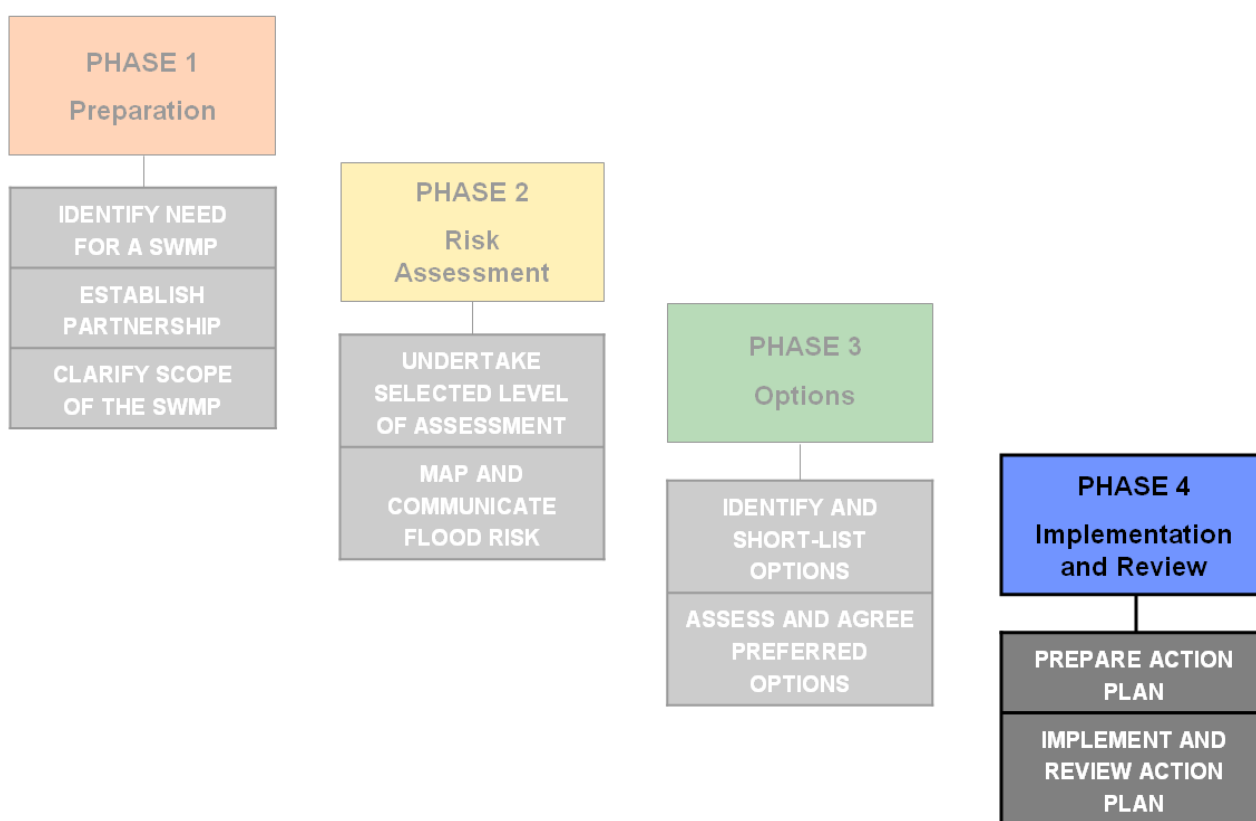 PHASE 1
Preparation
IDENTIFY NEED
FOR A SWMP
ESTABLISH
PARTNERSHIP
CLARIFY SCOPE
OF THE SWMP
PHASE 2
Risk
Assessment
UNDERTAKE
SELECTED LEVEL
OF ASSESSMENT
MAP AND
COMMUNICATE
FLOOD RISK
PHASE 3
Options
IDENTIFY AND
SHORT-LIST
OPTIONS
ASSESS AND AGREE
PREFERRED
OPTIONS
PHASE 4
Implementation
and Review
PREPARE ACTION
PLAN
IMPLEMENT AND
REVIEW ACTION
PLAN